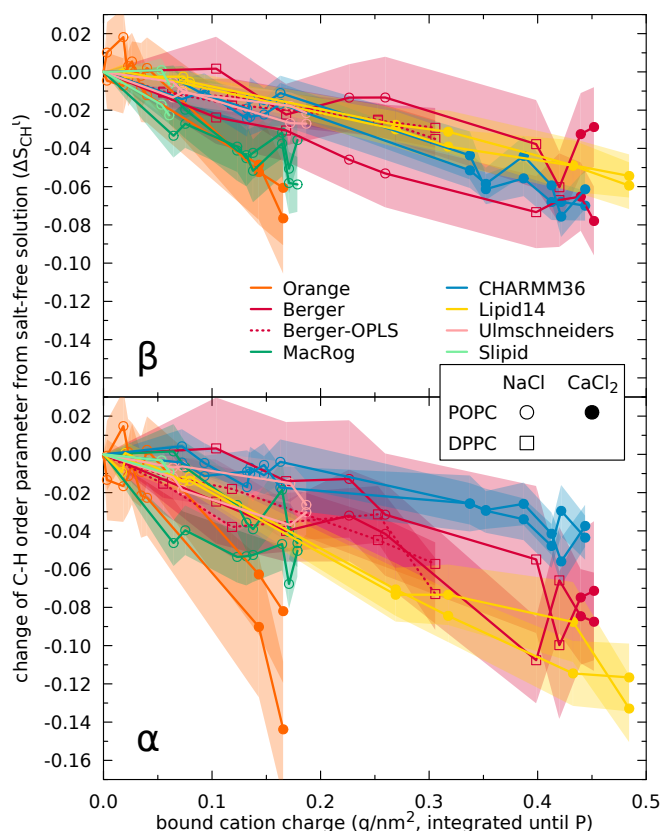 change of C-H order parameter from salt-free solution (ΔS_CH^i)
0.02
0.00
-0.02
-0.04
-0.06
-0.08
-0.10
-0.12
-0.14
-0.16
β
Orange
Berger
Berger-OPLS
MacRog
CHARMM36
Lipid14
Ulmschneiders
Slipid
NaCl CaCl₂
POPC
DPPC
0.02
0.00
-0.02
-0.04
-0.06
-0.08
-0.10
-0.12
-0.14
-0.16
α
0.0 0.1 0.2 0.3 0.4 0.5
bound cation charge (q/nm², integrated until P)